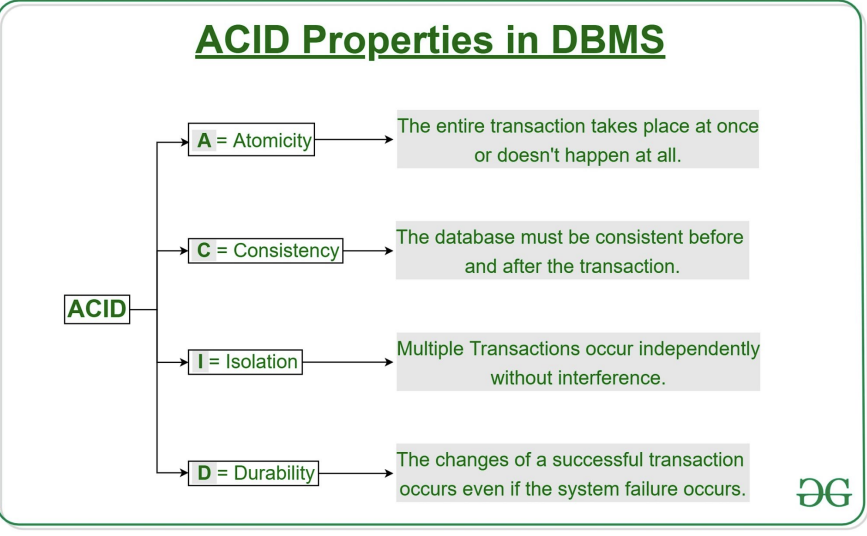 ACID Properties in DBMS
A = Atomicity
The entire transaction takes place at once
or doesn't happen at all.
C = Consistency
The database must be consistent before
and after the transaction.
ACID
I = Isolation
Multiple Transactions occur independently
without interference.
D = Durability
The changes of a successful transaction
occurs even if the system failure occurs.